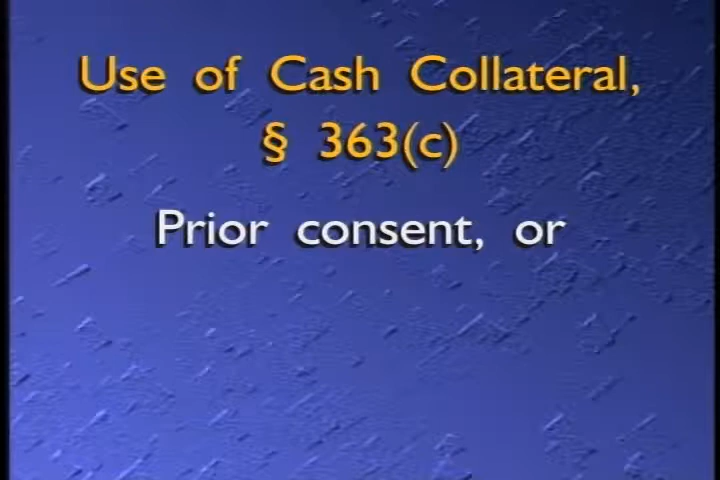 Use of Cash Collateral,
§ 363(c)
Prior consent, or